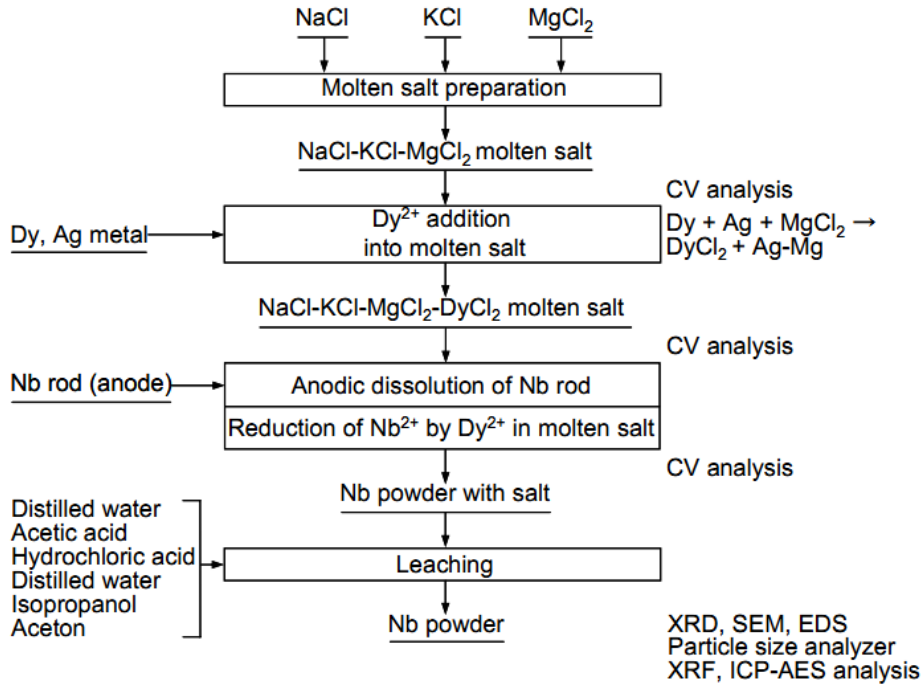 NaCl KCl MgCl₂
Molten salt preparation
NaCl-KCl-MgCl₂ molten salt
CV analysis
Dy, Ag metal
Dy²⁺ addition
into molten salt
Dy + Ag + MgCl₂ →
DyCl₂ + Ag-Mg
NaCl-KCl-MgCl₂-DyCl₂ molten salt
CV analysis
Nb rod (anode)
Anodic dissolution of Nb rod
Reduction of Nb²⁺ by Dy²⁺ in molten salt
CV analysis
Nb powder with salt
Distilled water
Acetic acid
Hydrochloric acid
Distilled water
Isopropanol
Aceton
Leaching
Nb powder
XRD, SEM, EDS
Particle size analyzer
XRF, ICP-AES analysis